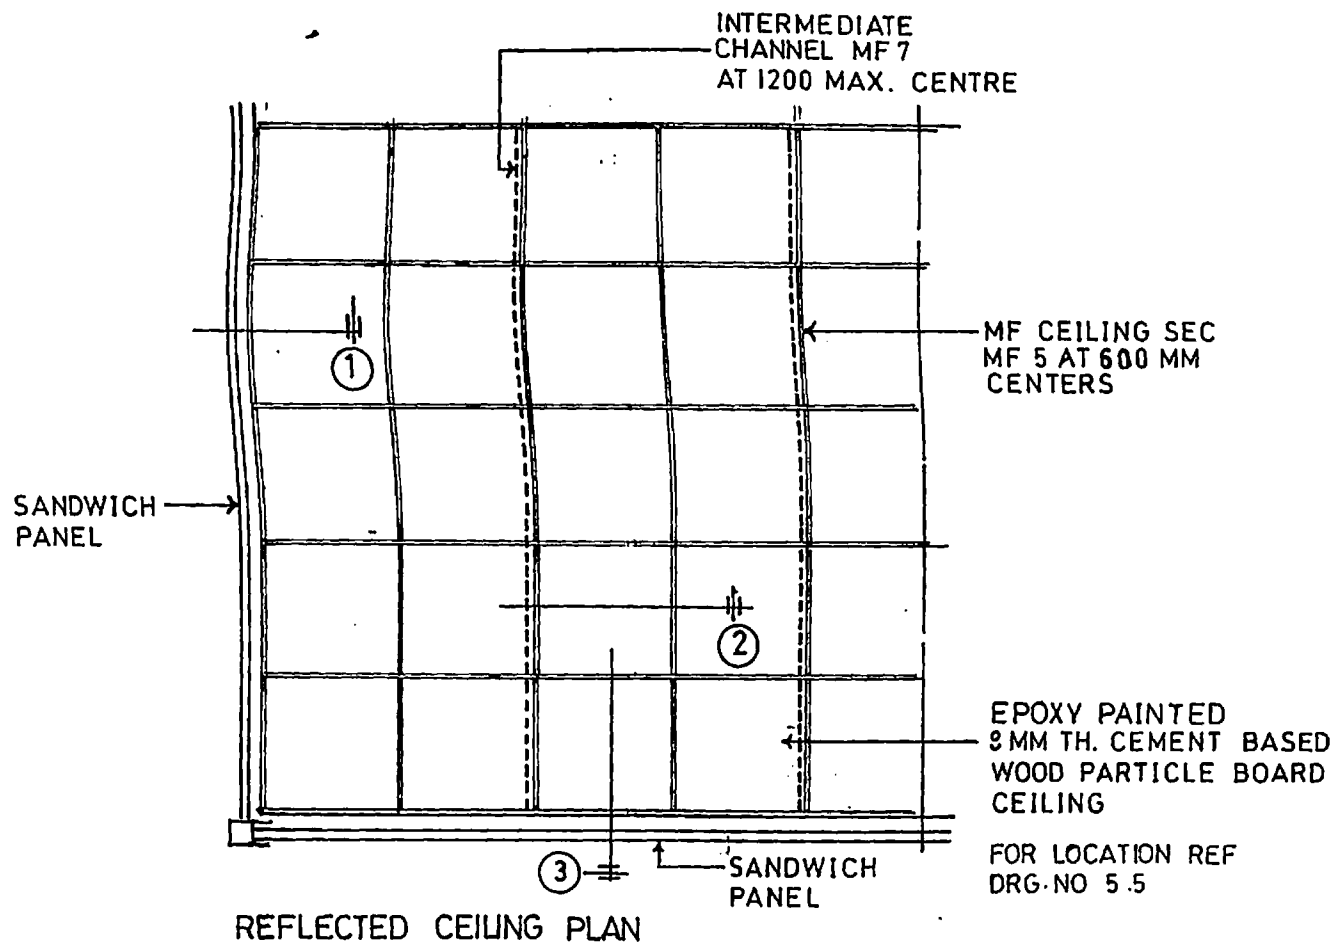 INTERMEDIATE
CHANNEL MF7
AT 1200 MAX. CENTRE
1
MF CEILING SEC
MF 5 AT 600 MM
CENTERS
SANDWICH
PANEL
2
EPOXY PAINTED
8 MM TH. CEMENT BASED
WOOD PARTICLE BOARD
CEILING
3
SANDWICH
PANEL
FOR LOCATION REF
DRG.NO 5.5
REFLECTED CEILING PLAN